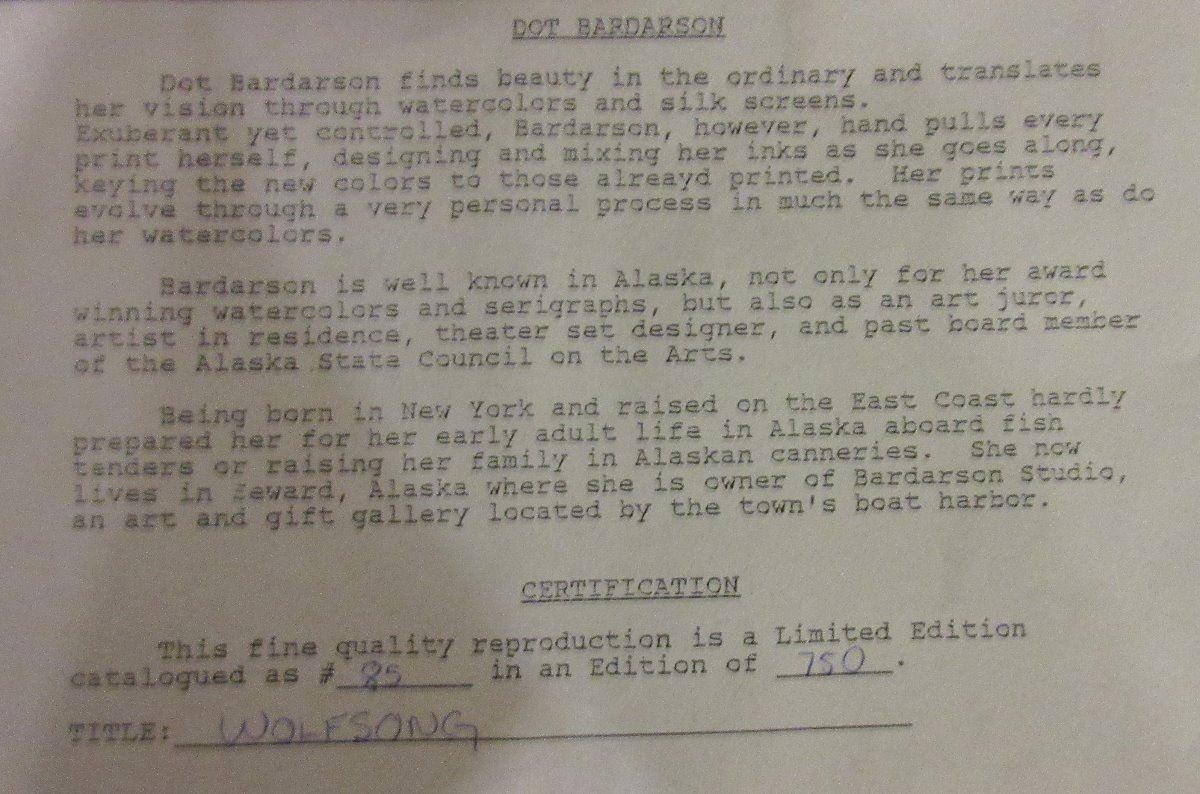 DOT BARDARSON
Dot Bardarson finds beauty in the ordinary and translates
her vision through watercolors and silk screens.
Exuberant yet controlled, Bardarson, however, hand pulls every
print herself, designing and mixing her inks as she goes along,
keying the new colors to those alreayd printed. Her prints
evolve through a very personal process in much the same way as do
her watercolors.
Bardarson is well known in Alaska, not only for her award
winning watercolors and serigraphs, but also as an art juror,
artist in residence, theater set designer, and past board member
of the Alaska State Council on the Arts.
Being born in New York and raised on the East Coast hardly
prepared her for her early adult life in Alaska aboard fish
tenders or raising her family in Alaskan canneries. She now
lives in Seward, Alaska where she is owner of Bardarson Studio,
an art and gift gallery located by the town's boat harbor.
CERTIFICATION
This fine quality reproduction is a Limited Edition
catalogued as # 85 in an Edition of 750.
TITLE: WOLFSONG